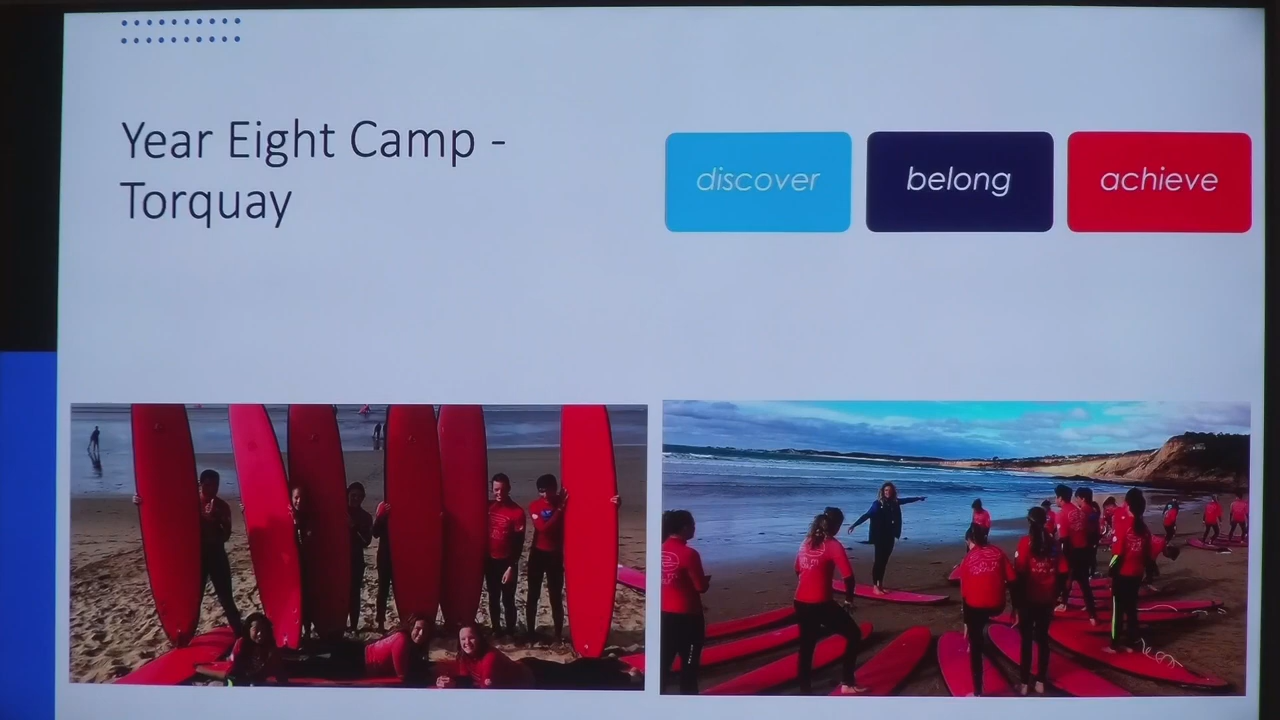 Year Eight Camp -
Torquay
discover
belong
achieve